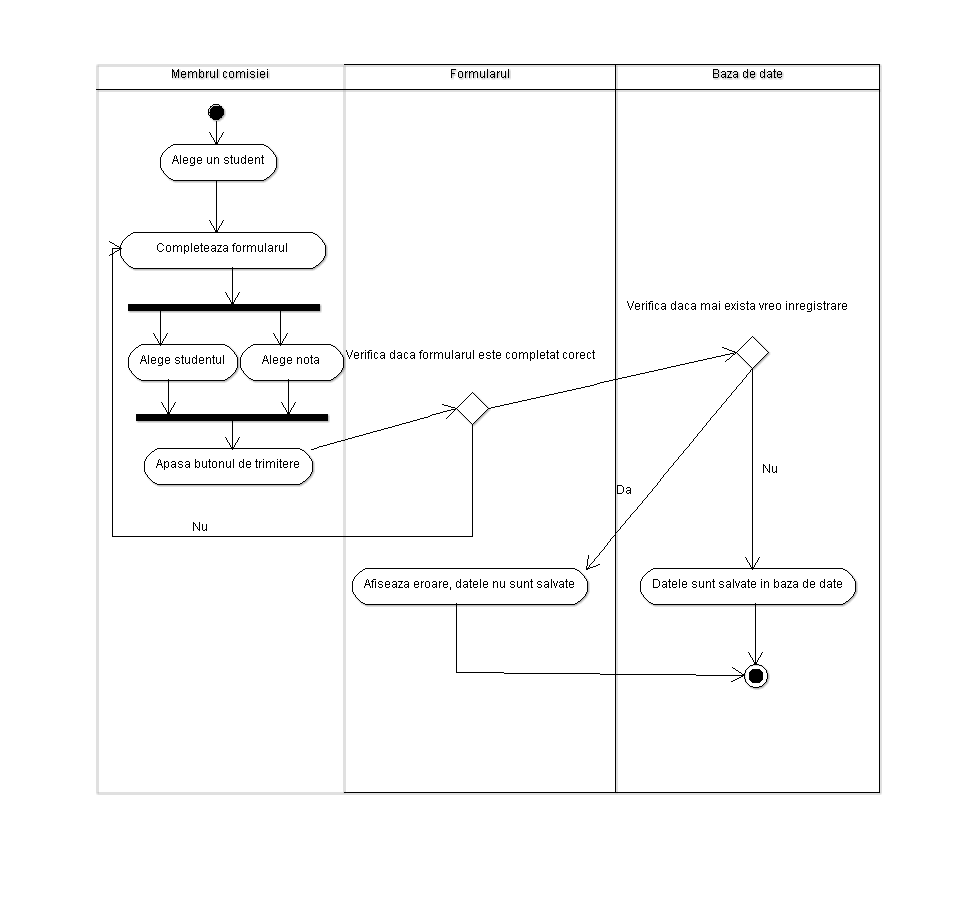 Membrul comisiei
Formularul
Baza de date
Alege un student
Completeaza formularul
Verifica daca mai exista vreo inregistrare
Alege studentul
Alege nota
Verifica daca formularul este completat corect
Apasa butonul de trimitere
Nu
Da
Nu
Afiseaza eroare, datele nu sunt salvate
Datele sunt salvate in baza de date